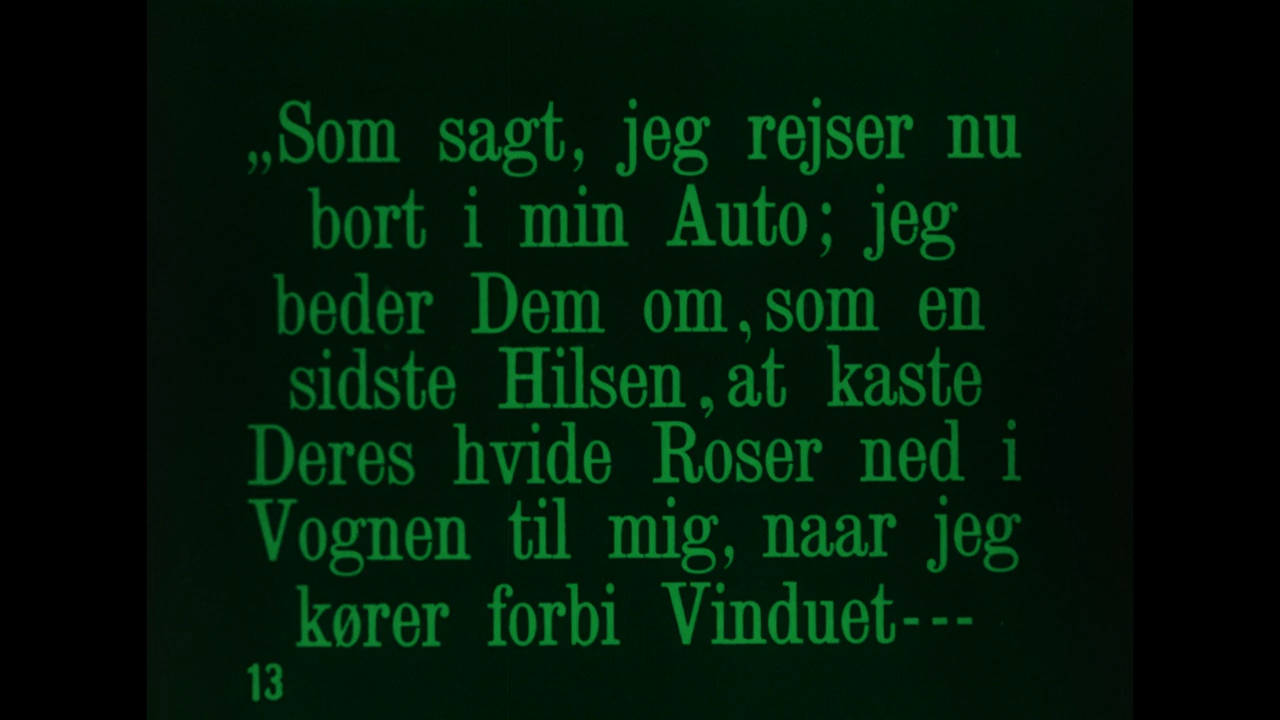 „Som sagt, jeg rejser nu
bort i min Auto; jeg
beder Dem om, som en
sidste Hilsen, at kaste
Deres hvide Roser ned i
Vognen til mig, naar jeg
kører forbi Vinduet---
13